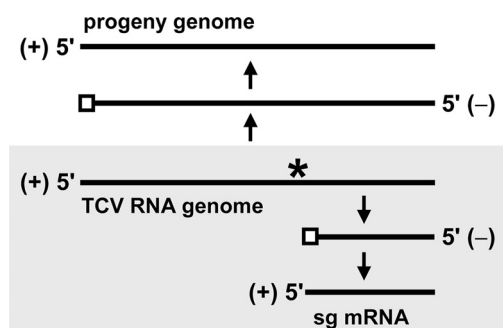 progeny genome
(+) 5'
5' (–)
*
(+) 5'
TCV RNA genome
5' (–)
(+) 5'
sg mRNA